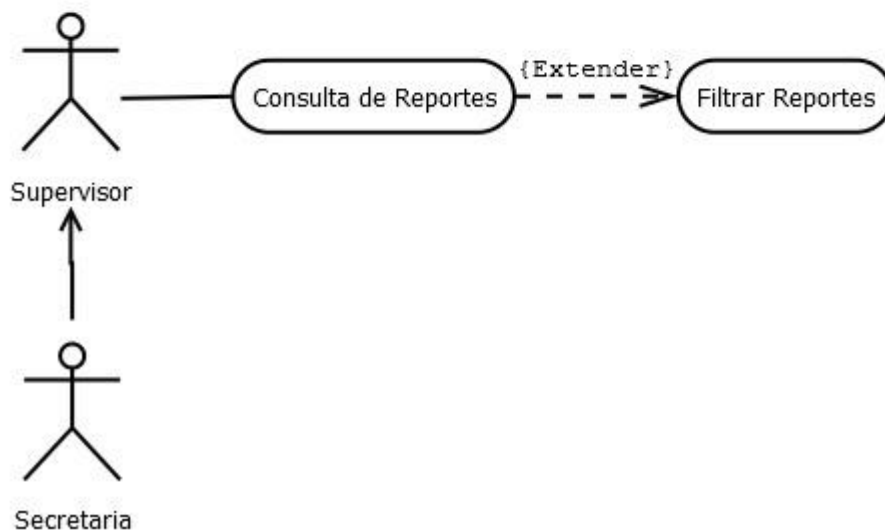 {Extender}
Consulta de Reportes
Filtrar Reportes
Supervisor
Secretaria